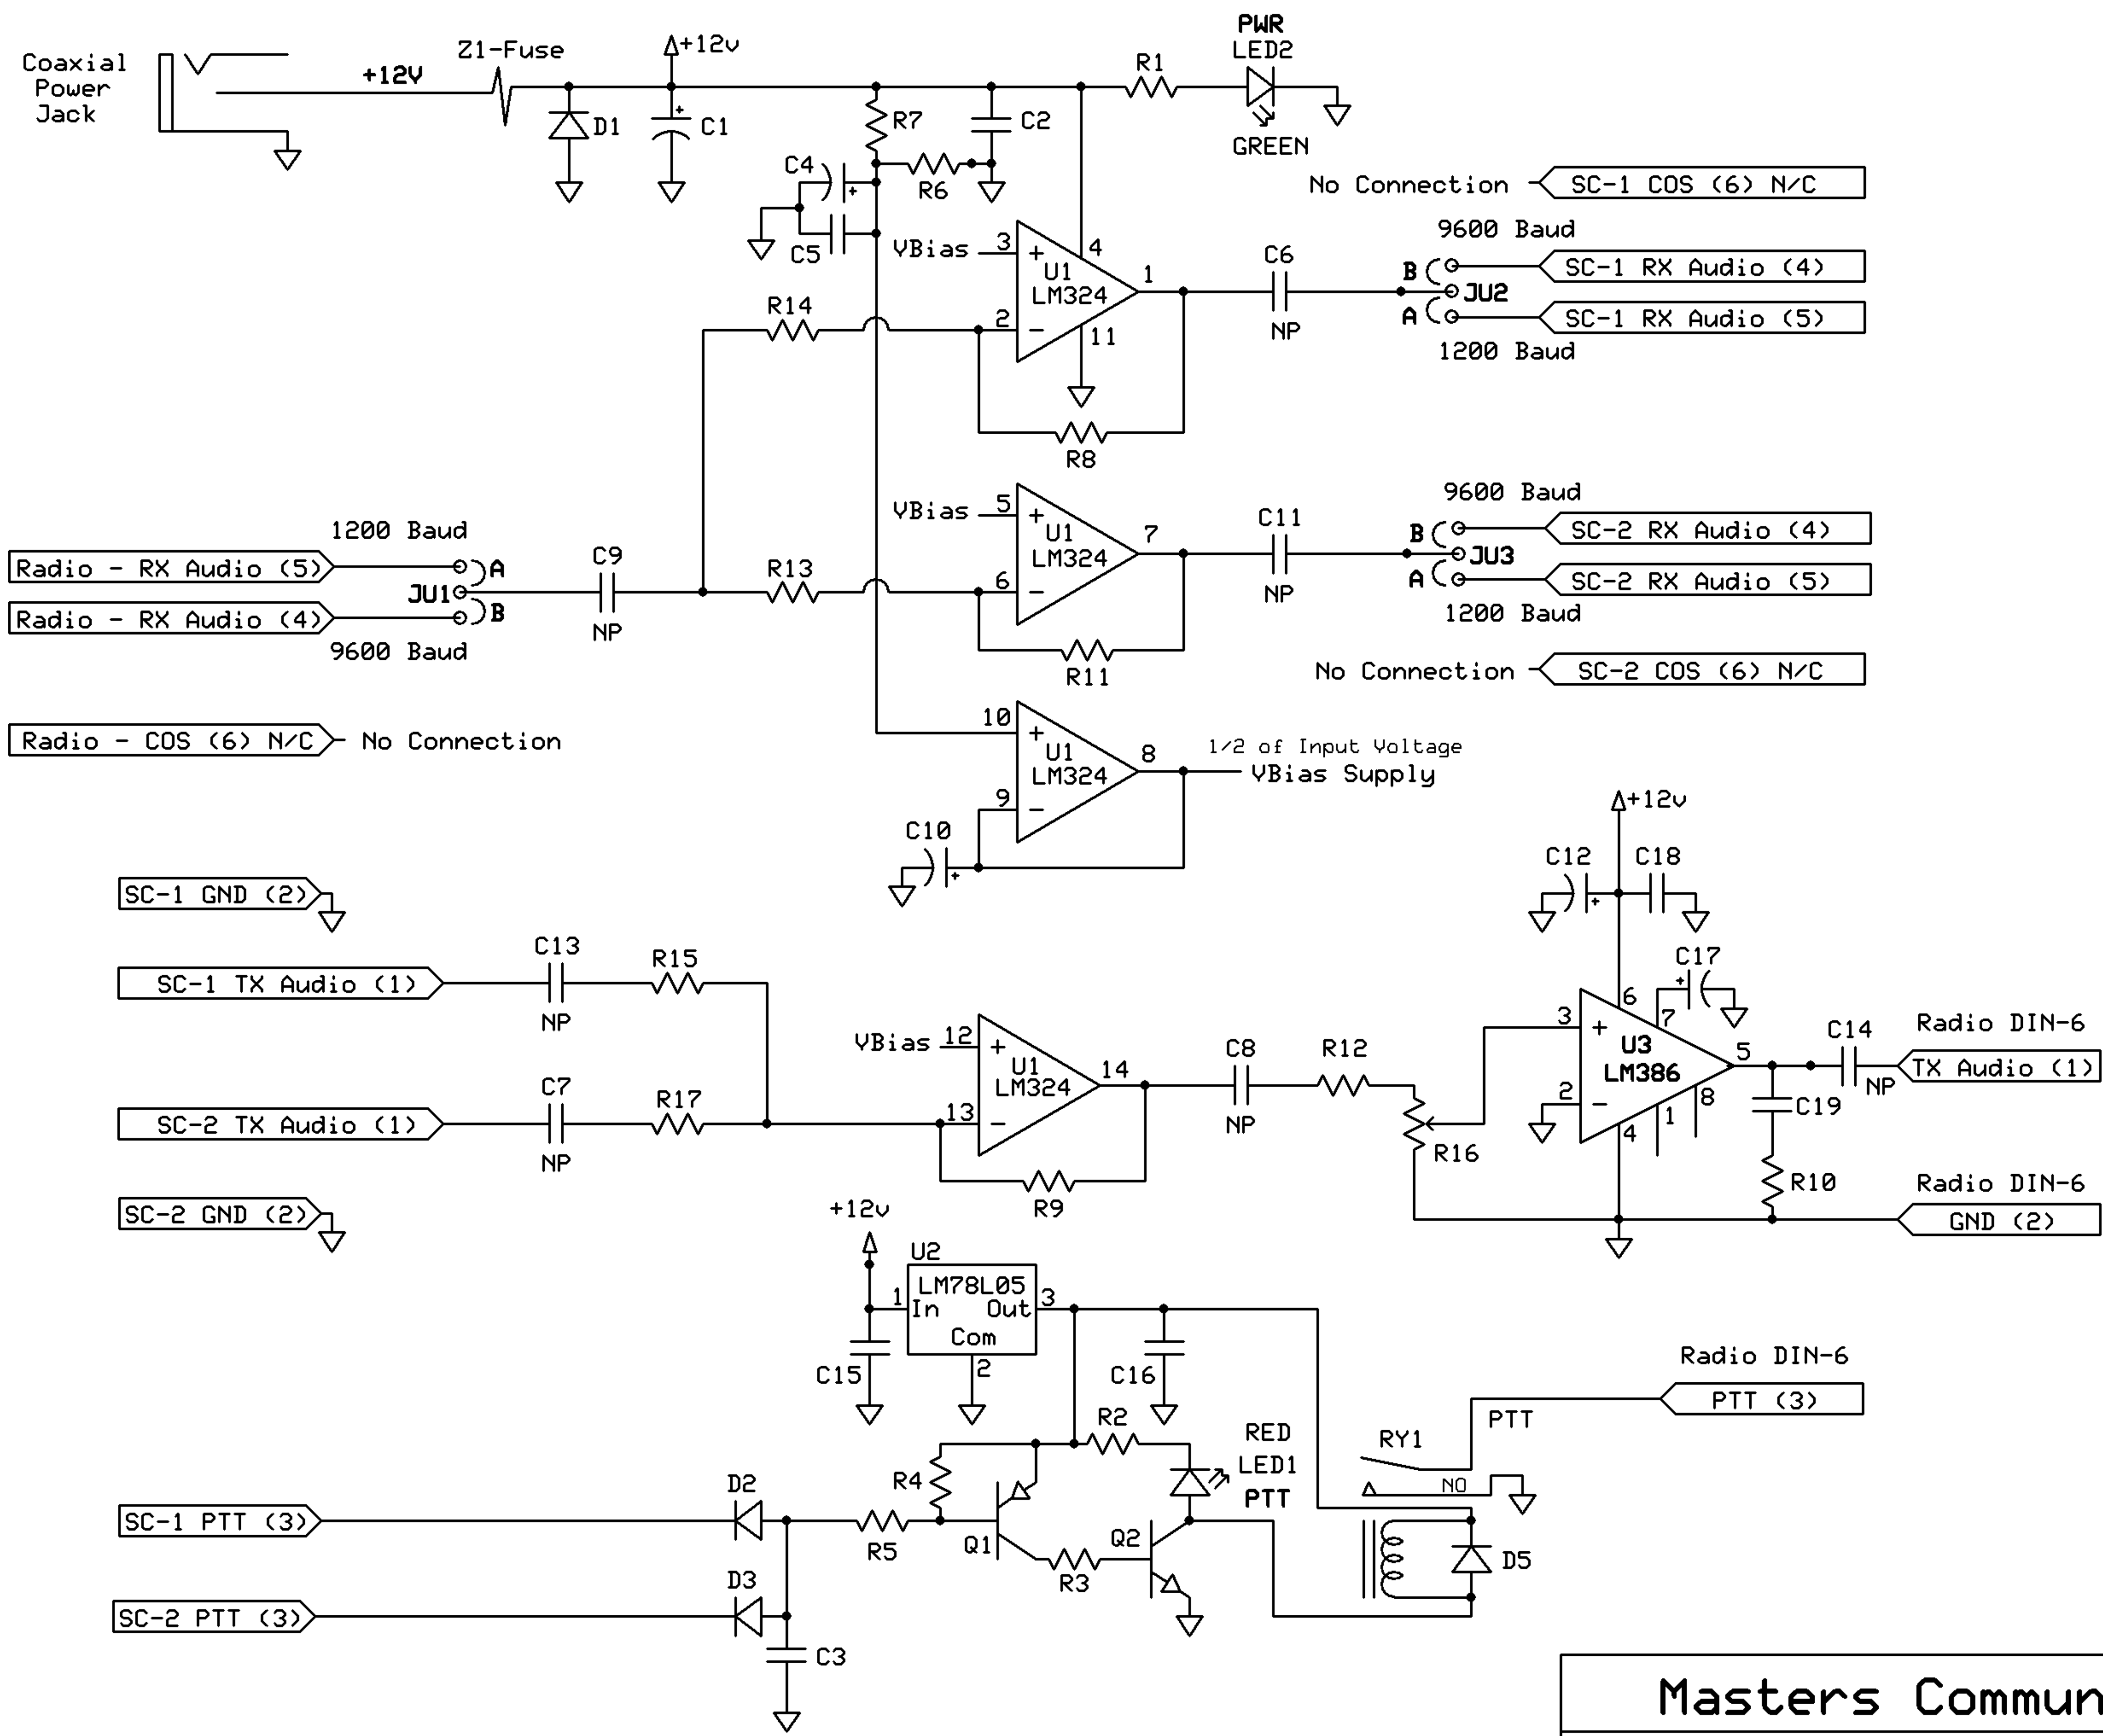 PWR
LED2
GREEN
Coaxial
Power
Jack
+12V
Z1-Fuse
+12v
D1
+
C1
R7
C2
R1
C4
+
R6
C5
No Connection
SC-1 COS (6) N/C
9600 Baud
SC-1 RX Audio (4)
B
JU2
A
SC-1 RX Audio (5)
1200 Baud
VBias
3
+
4
U1
LM324
1
2
-
11
C6
NP
R14
R8
1200 Baud
Radio - RX Audio (5)
A
JU1
B
Radio - RX Audio (4)
9600 Baud
C9
NP
R13
VBias
5
+
U1
LM324
7
6
-
R11
C11
NP
9600 Baud
SC-2 RX Audio (4)
B
JU3
A
SC-2 RX Audio (5)
1200 Baud
No Connection
SC-2 COS (6) N/C
Radio - COS (6) N/C
No Connection
10
+
U1
LM324
8
9
-
1/2 of Input Voltage
VBias Supply
C10
+
SC-1 GND (2)
SC-1 TX Audio (1)
C13
NP
R15
SC-2 TX Audio (1)
C7
NP
R17
SC-2 GND (2)
VBias
12
+
U1
LM324
14
13
-
R9
C8
NP
R12
R16
+12v
C12
+
C18
C17
+
6
7
3
+
U3
LM386
5
2
-
8
1
4
C14
NP
Radio DIN-6
TX Audio (1)
C19
R10
Radio DIN-6
GND (2)
+12v
U2
LM78L05
1
In
Out
3
Com
2
C15
C16
Radio DIN-6
PTT (3)
PTT
RY1
NO
R2
RED
LED1
PTT
R4
D2
SC-1 PTT (3)
R5
Q1
R3
Q2
D5
D3
SC-2 PTT (3)
C3
Masters Commun